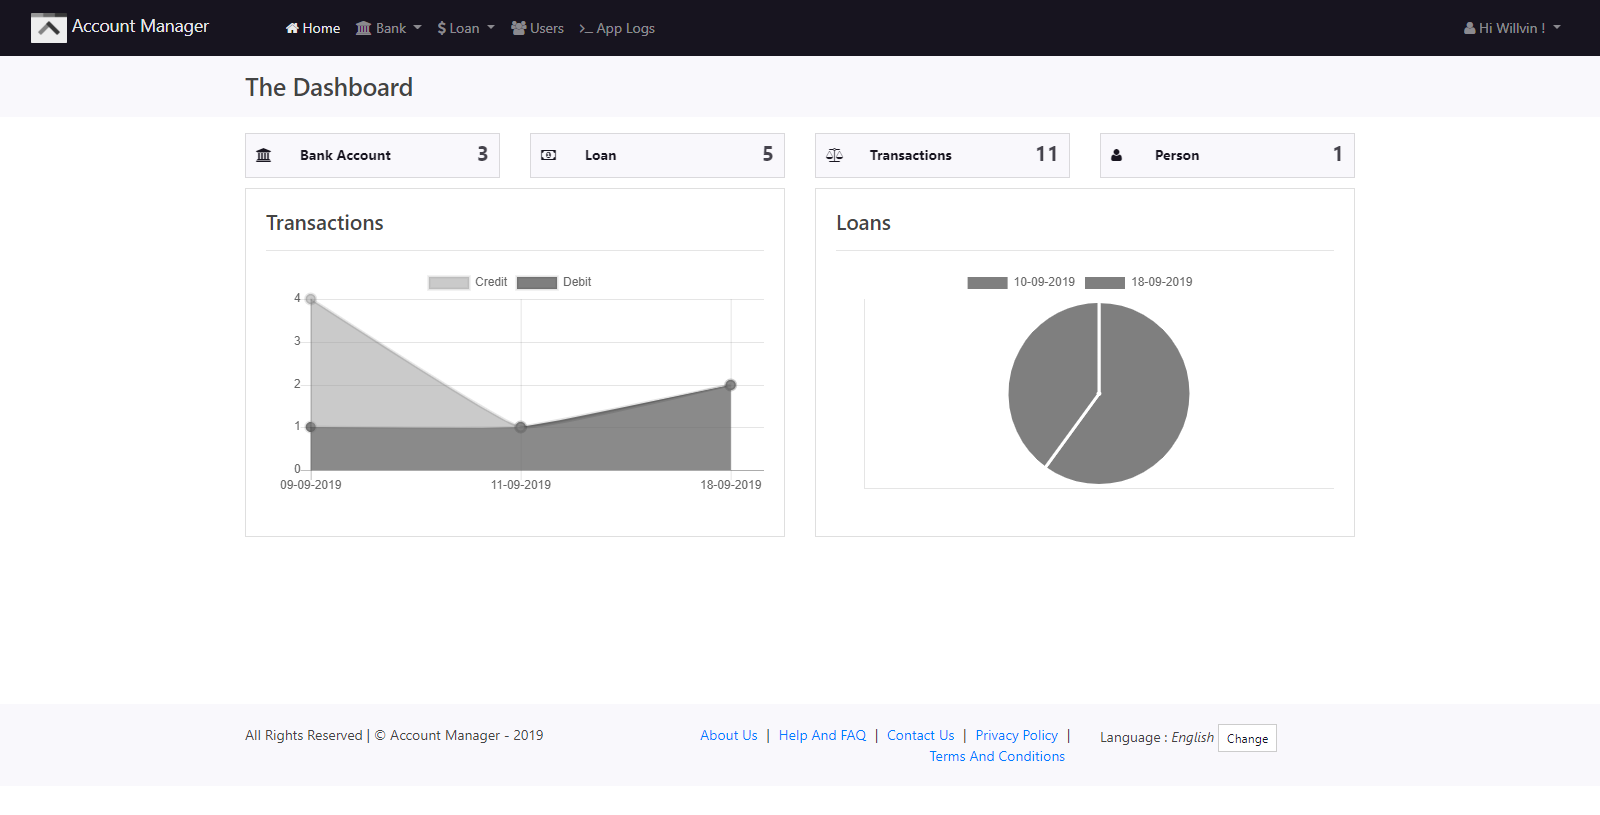 Account Manager Home Bank $ Loan Users >_ App Logs Hi Willvin !
The Dashboard
Bank Account 3 Loan 5 Transactions 11 Person 1
Transactions
Credit Debit
4
3
2
1
0
09-09-2019 11-09-2019 18-09-2019
Loans
10-09-2019 18-09-2019
All Rights Reserved | © Account Manager - 2019
About Us | Help And FAQ | Contact Us | Privacy Policy |
Terms And Conditions
Language : English Change